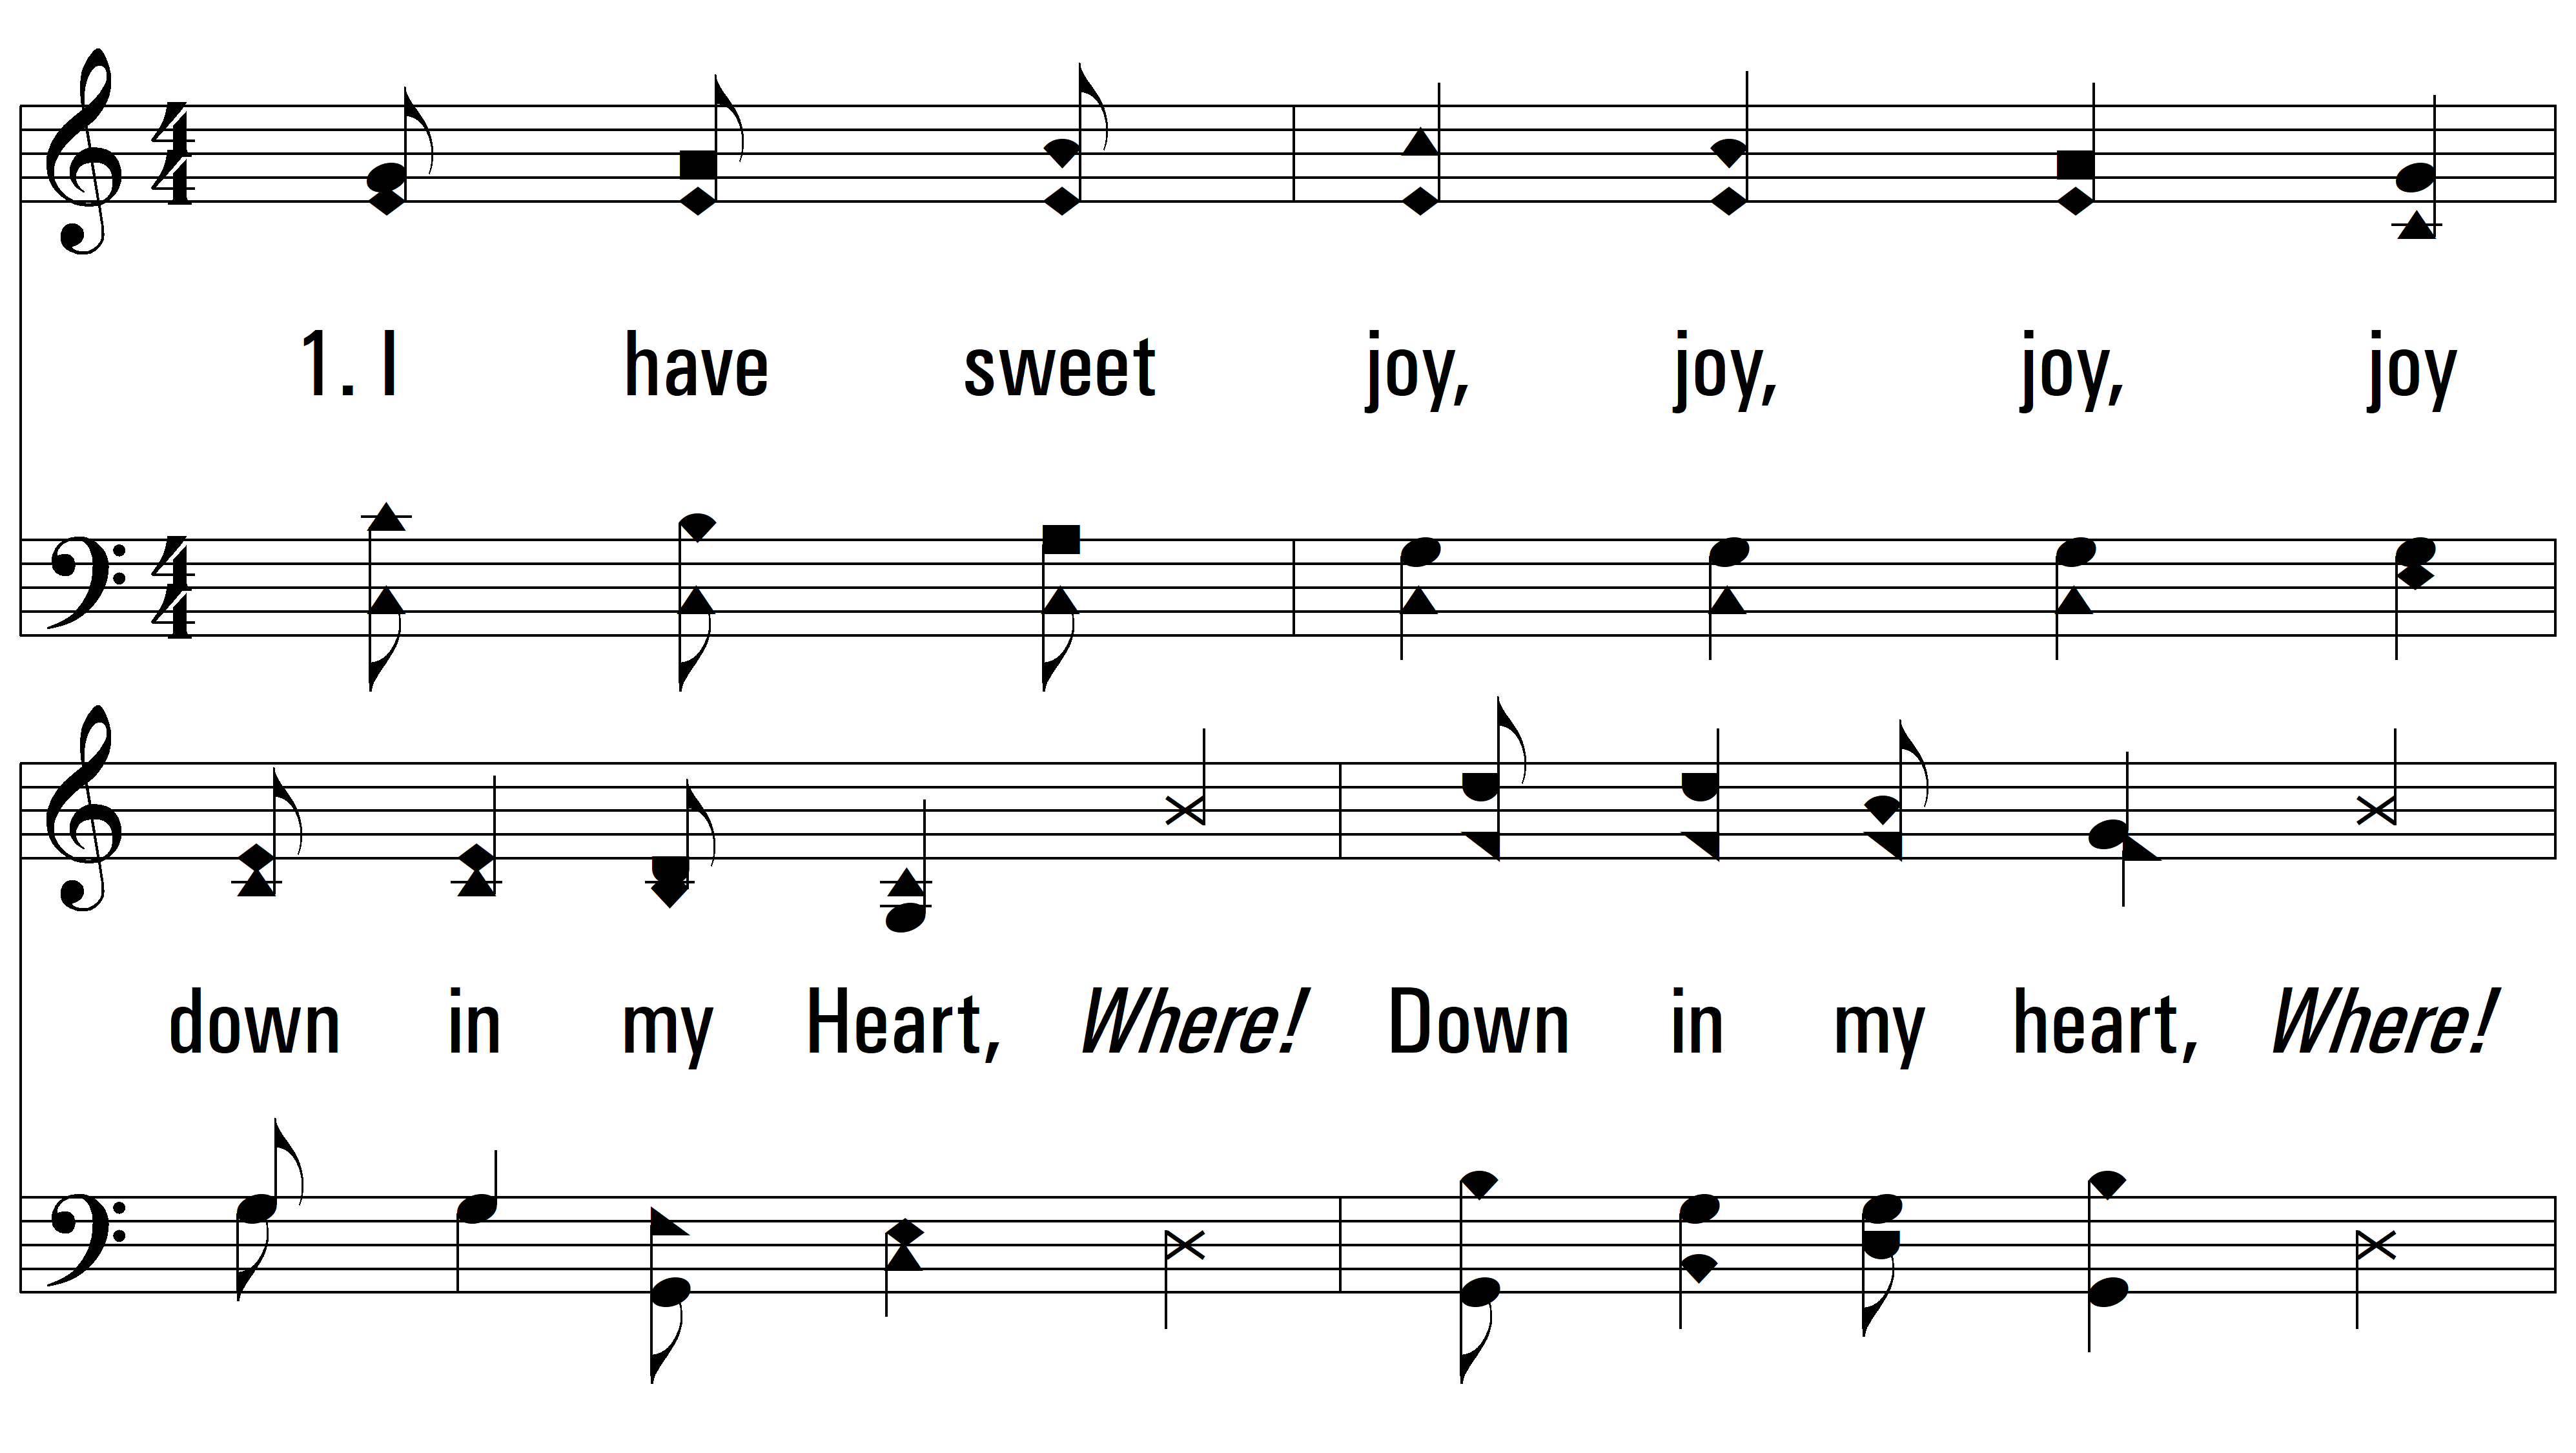 1. I have sweet joy, joy, joy, joy
down in my Heart, Where! Down in my heart, Where!